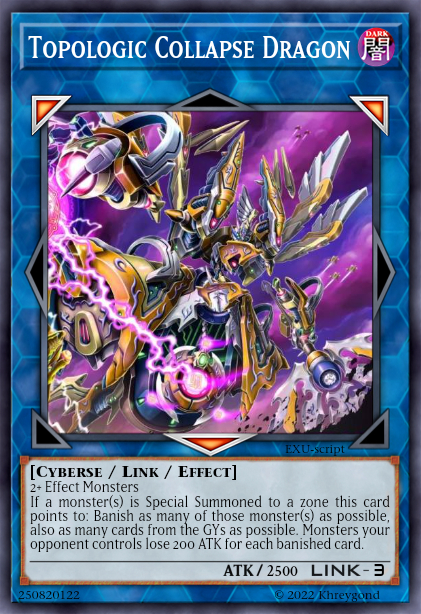 Topologic Collapse Dragon
DARK
闇
EXU-script
[Cyberse / Link / Effect]
2+ Effect Monsters
If a monster(s) is Special Summoned to a zone this card
points to: Banish as many of those monster(s) as possible,
also as many cards from the GYs as possible. Monsters your
opponent controls lose 200 ATK for each banished card.
ATK / 2500 LINK-3
250820122 © 2022 Khreygond